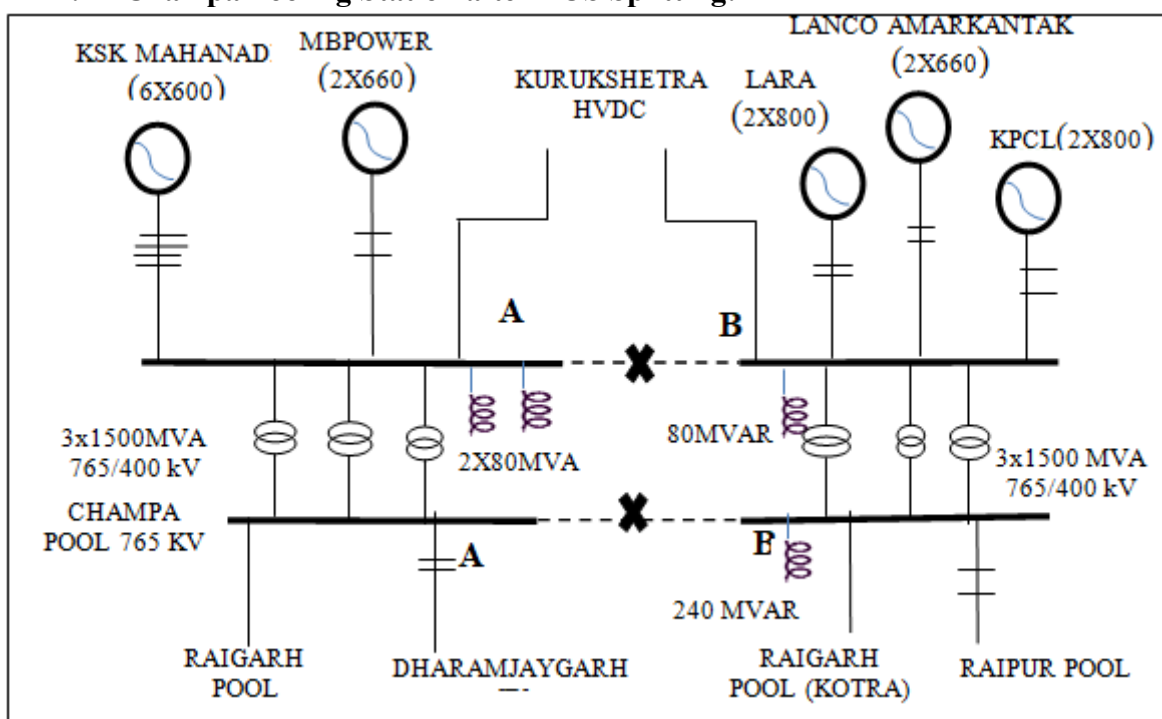 KSK MAHANADI
(6X600)
MBPOWER
(2X660)
KURUKSHETRA
HVDC
LARA
(2X800)
LANCO AMARKANTAK
(2X660)
KPCL(2X800)
A
B
3x1500MVA
765/400 kV
2X80MVA
80MVAR
3x1500 MVA
765/400 kV
CHAMPA
POOL 765 KV
A
B
240 MVAR
RAIGARH
POOL
DHARAMJAYGARH
RAIGARH
POOL (KOTRA)
RAIPUR POOL